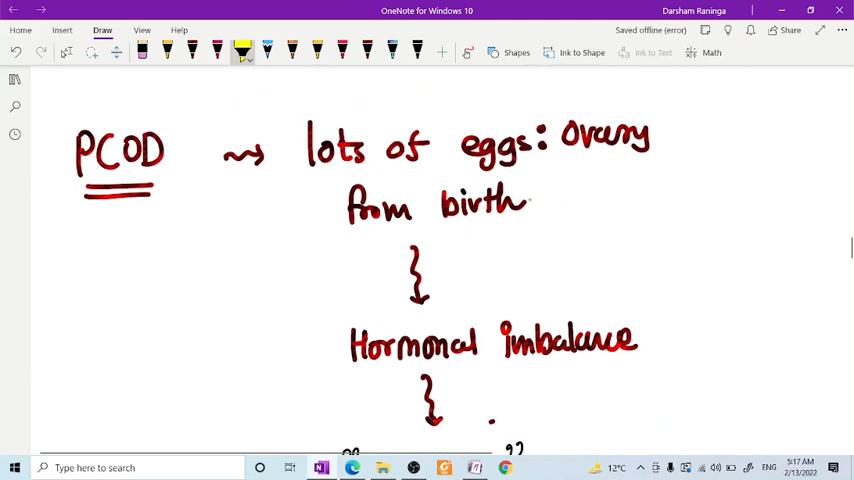 OneNote for Windows 10
Darsham Raninga
Home Insert Draw View Help
Saved offline (error)
Share
Shapes
Ink to Shape
Ink to Text
Math
PCOD ⇝ lots of eggs: Ovary
from birth
Hormonal imbalance
Type here to search
12°C
ENG
5:17 AM
2/13/2022